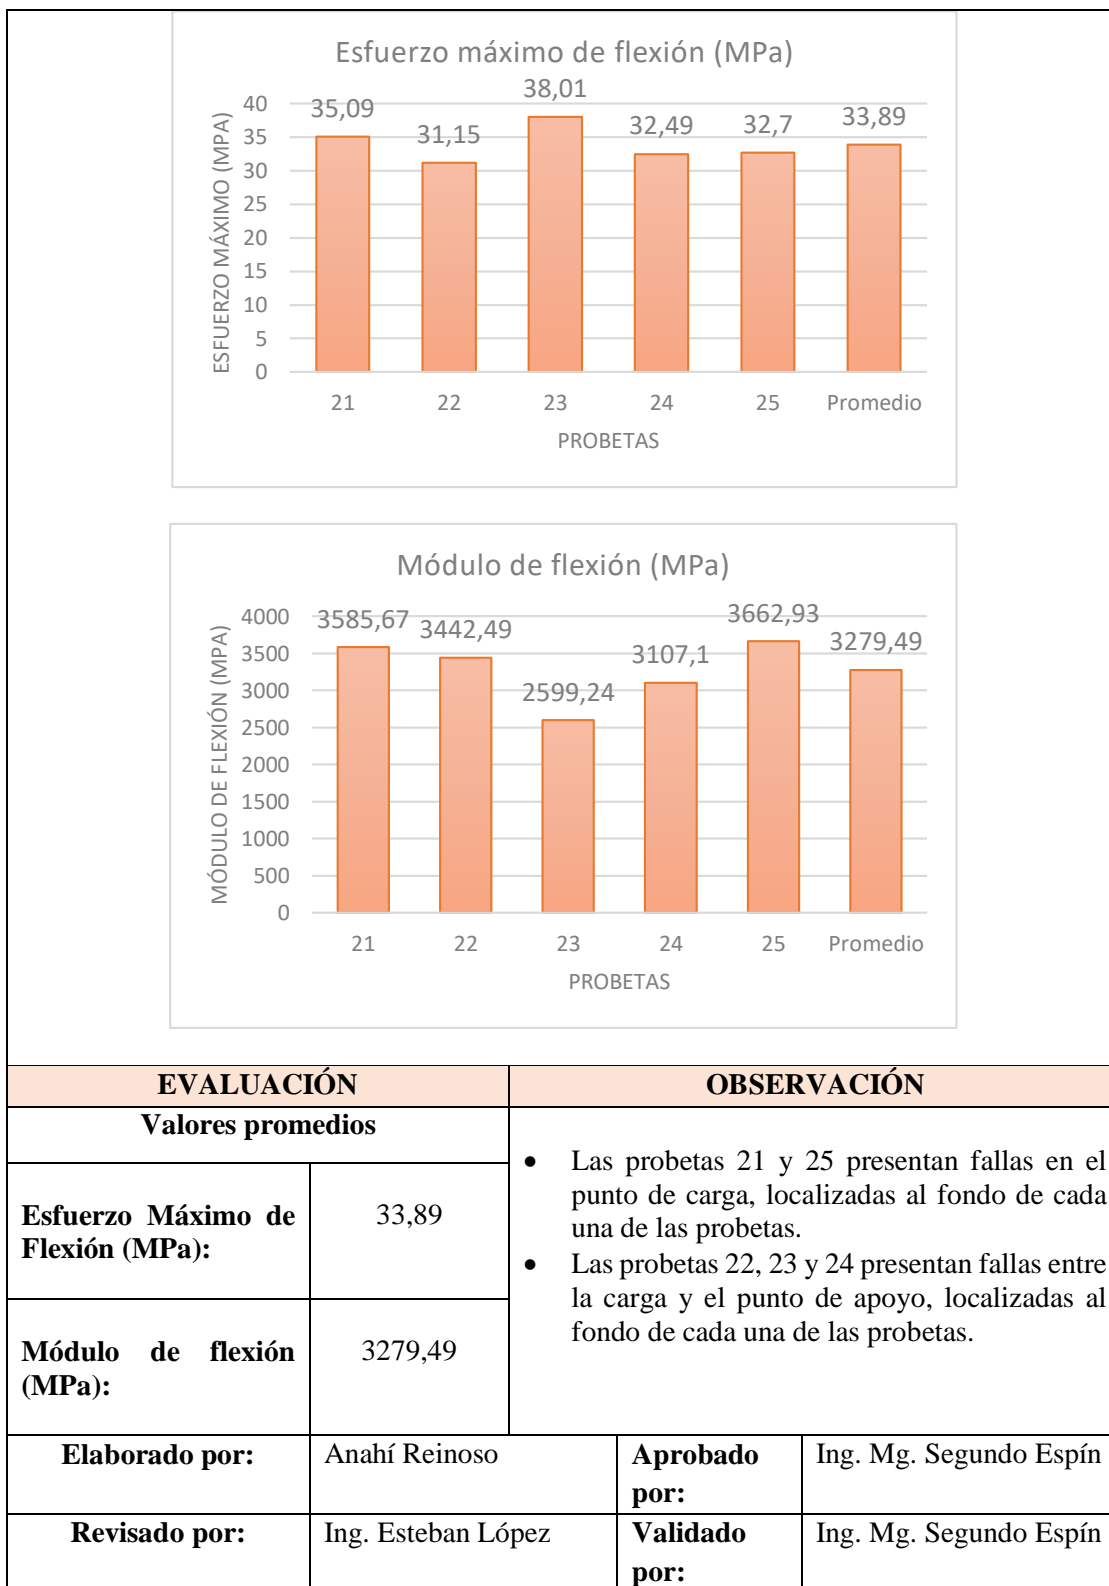 Esfuerzo máximo de flexión (MPa)
ESFUERZO MÁXIMO (MPA)
40
35
30
25
20
15
10
5
0
35,09
31,15
38,01
32,49
32,7
33,89
21 22 23 24 25 Promedio
PROBETAS
Módulo de flexión (MPa)
MÓDULO DE FLEXIÓN (MPA)
4000
3500
3000
2500
2000
1500
1000
500
0
3585,67
3442,49
2599,24
3107,1
3662,93
3279,49
21 22 23 24 25 Promedio
PROBETAS
EVALUACIÓN
OBSERVACIÓN
Valores promedios
Esfuerzo Máximo de
Flexión (MPa):
33,89
Módulo de flexión
(MPa):
3279,49
• Las probetas 21 y 25 presentan fallas en el
punto de carga, localizadas al fondo de cada
una de las probetas.
• Las probetas 22, 23 y 24 presentan fallas entre
la carga y el punto de apoyo, localizadas al
fondo de cada una de las probetas.
Elaborado por:
Anahí Reinoso
Aprobado
por:
Ing. Mg. Segundo Espín
Revisado por:
Ing. Esteban López
Validado
por:
Ing. Mg. Segundo Espín